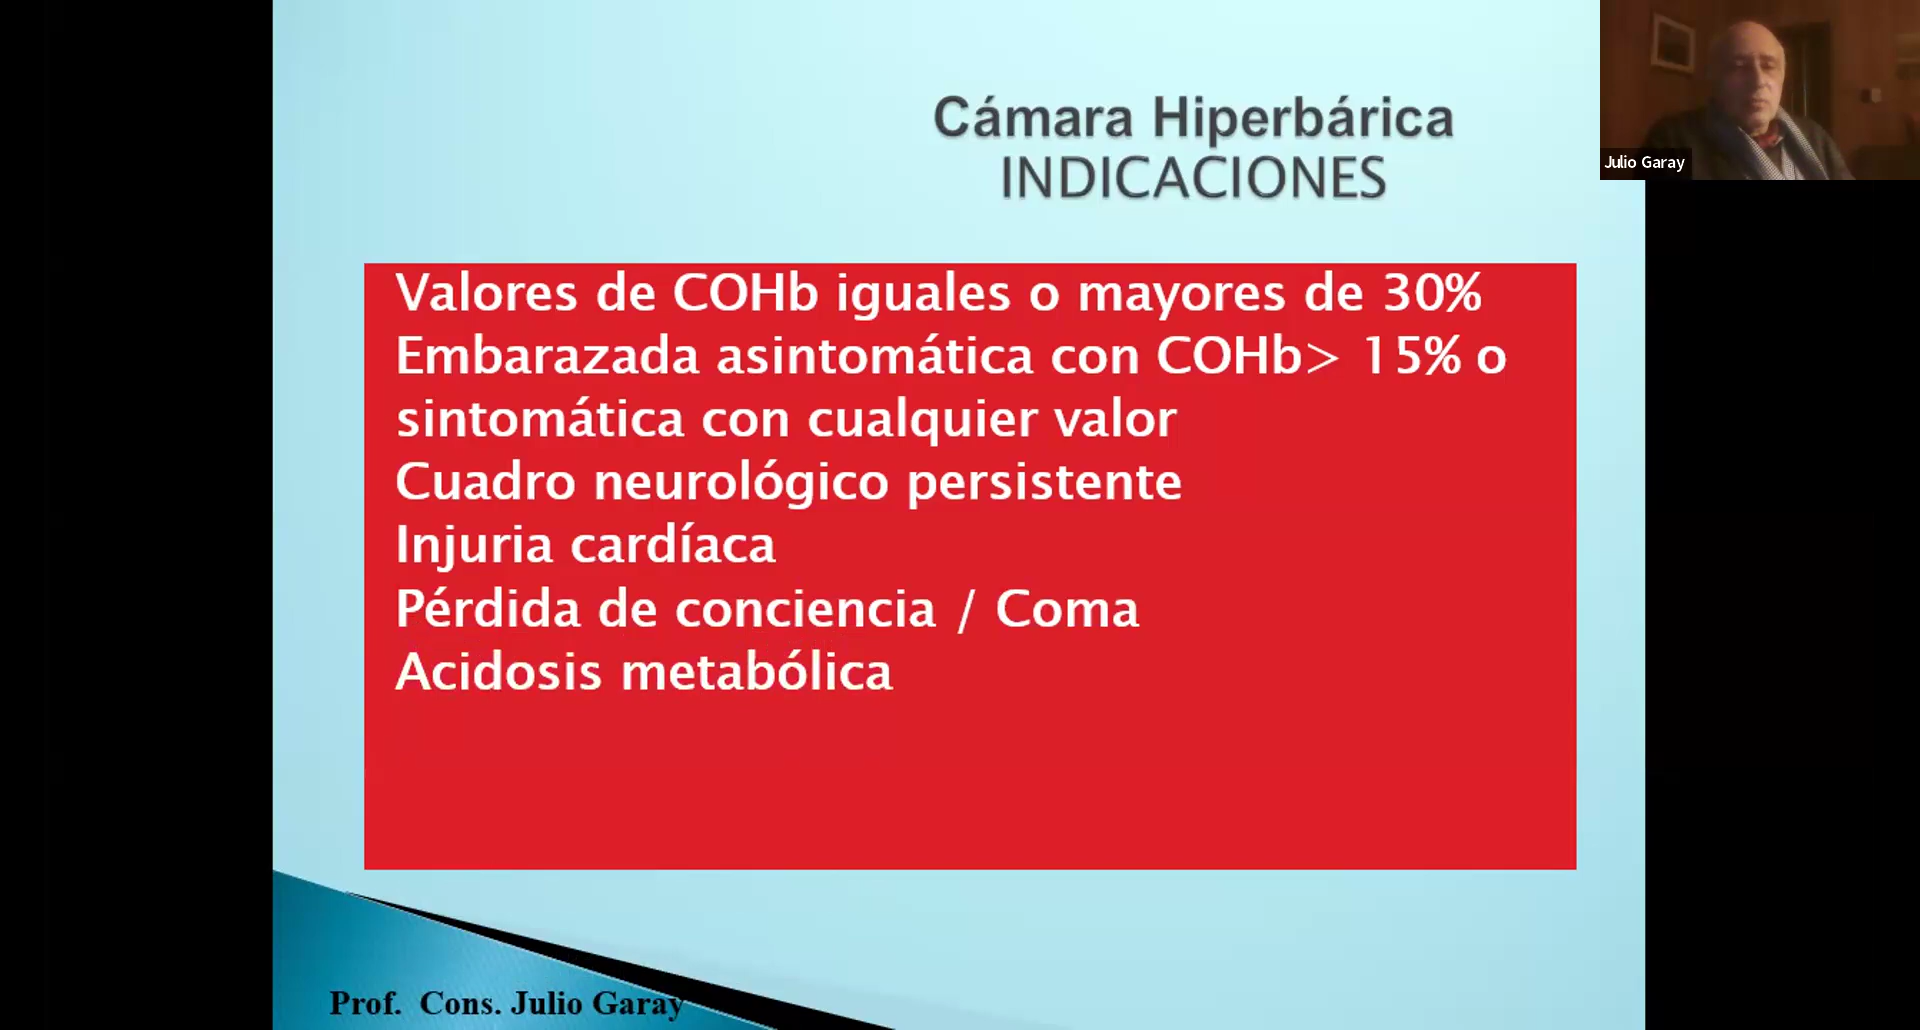 Cámara Hiperbárica
INDICACIONES
Julio Garay
Valores de COHb iguales o mayores de 30%
Embarazada asintomática con COHb> 15% o
sintomática con cualquier valor
Cuadro neurológico persistente
Injuria cardíaca
Pérdida de conciencia / Coma
Acidosis metabólica
Prof. Cons. Julio Garay